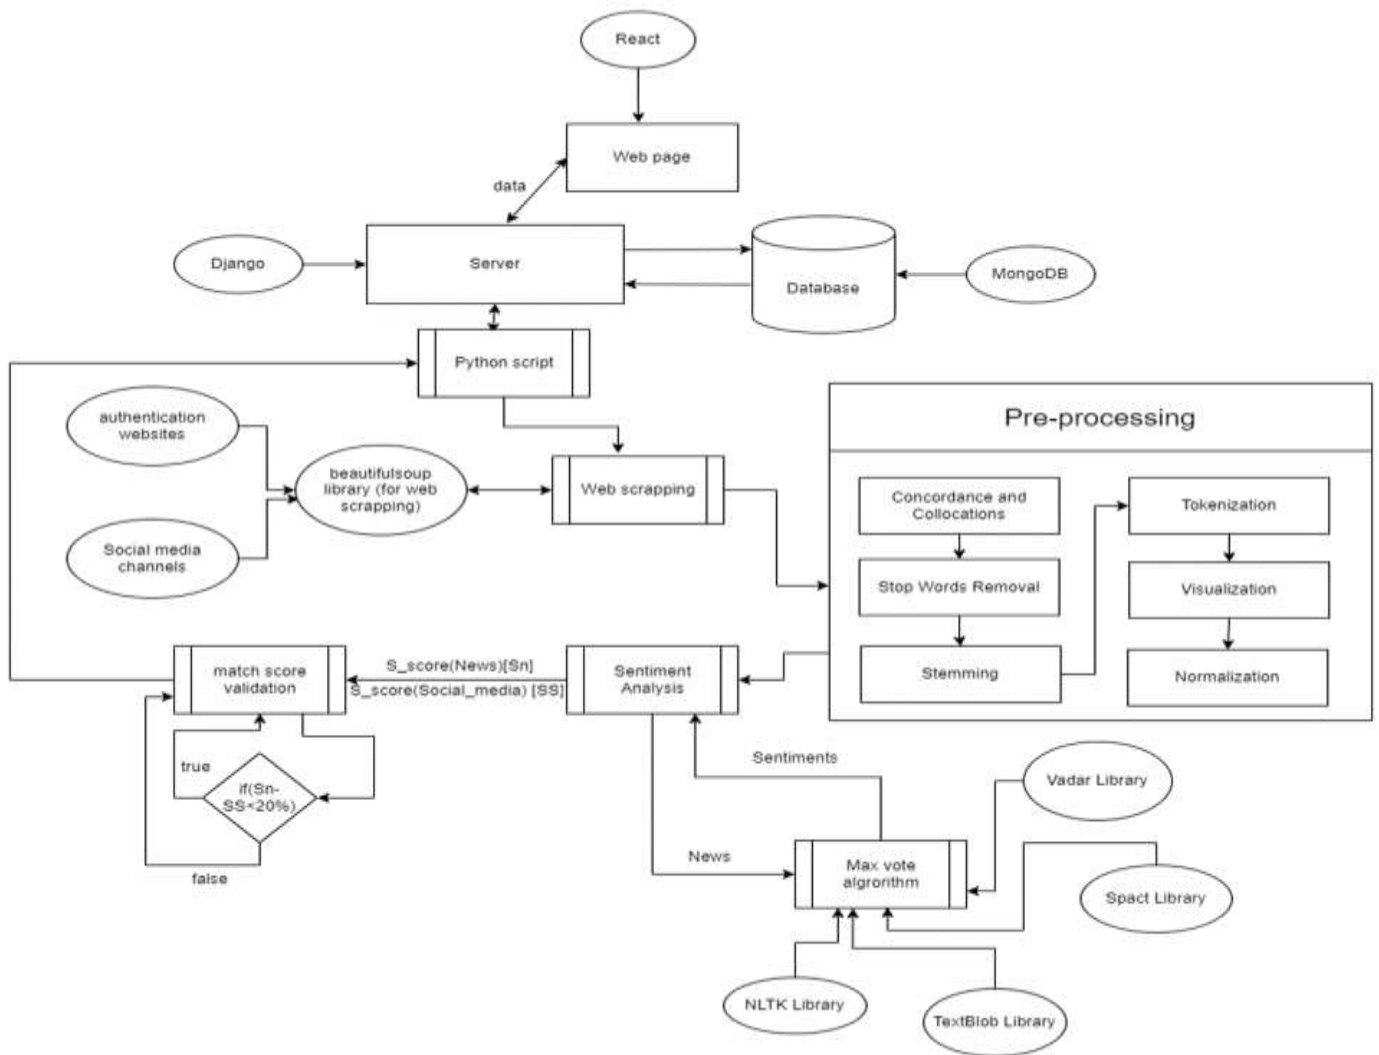 React
Web page
data
Django
Server
Database
MongoDB
Python script
authentication
websites
beautifulsoup
library (for web
scrapping)
Web scrapping
Social media
channels
Pre-processing
Concordance and
Collocations
Stop Words Removal
Stemming
Tokenization
Visualization
Normalization
match score
validation
S_score(News)[Sn]
S_score(Social_media) [SS]
Sentiment
Analysis
true
if(Sn-
SS<20%)
false
Sentiments
News
Max vote
algrorithm
Vadar Library
Spact Library
NLTK Library
TextBlob Library